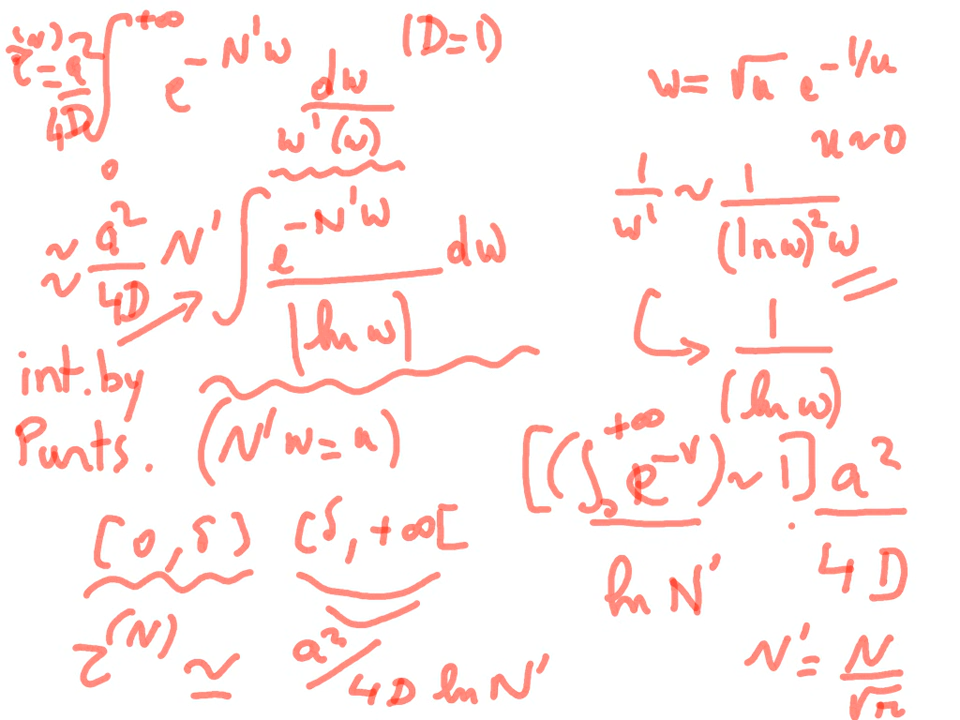 τ^(N) = a²/4D ∫₀^+∞ e^(-N'w) dw/w'(w) (D=1)
≈ a²/4D N' ∫ e^(-N'w)/|ln w| dw
int. by
Parts. (N'w=u)
[0,δ] [δ,+∞[
τ^(N) ≃ a²/4D ln N'
w = √u e^(-1/u)
u~0
1/w' ~ 1/(ln w)²w
→ 1/(ln w)
[(∫₀^+∞ e^(-v))~1]/ln N' · a²/4D
N' = N/√π